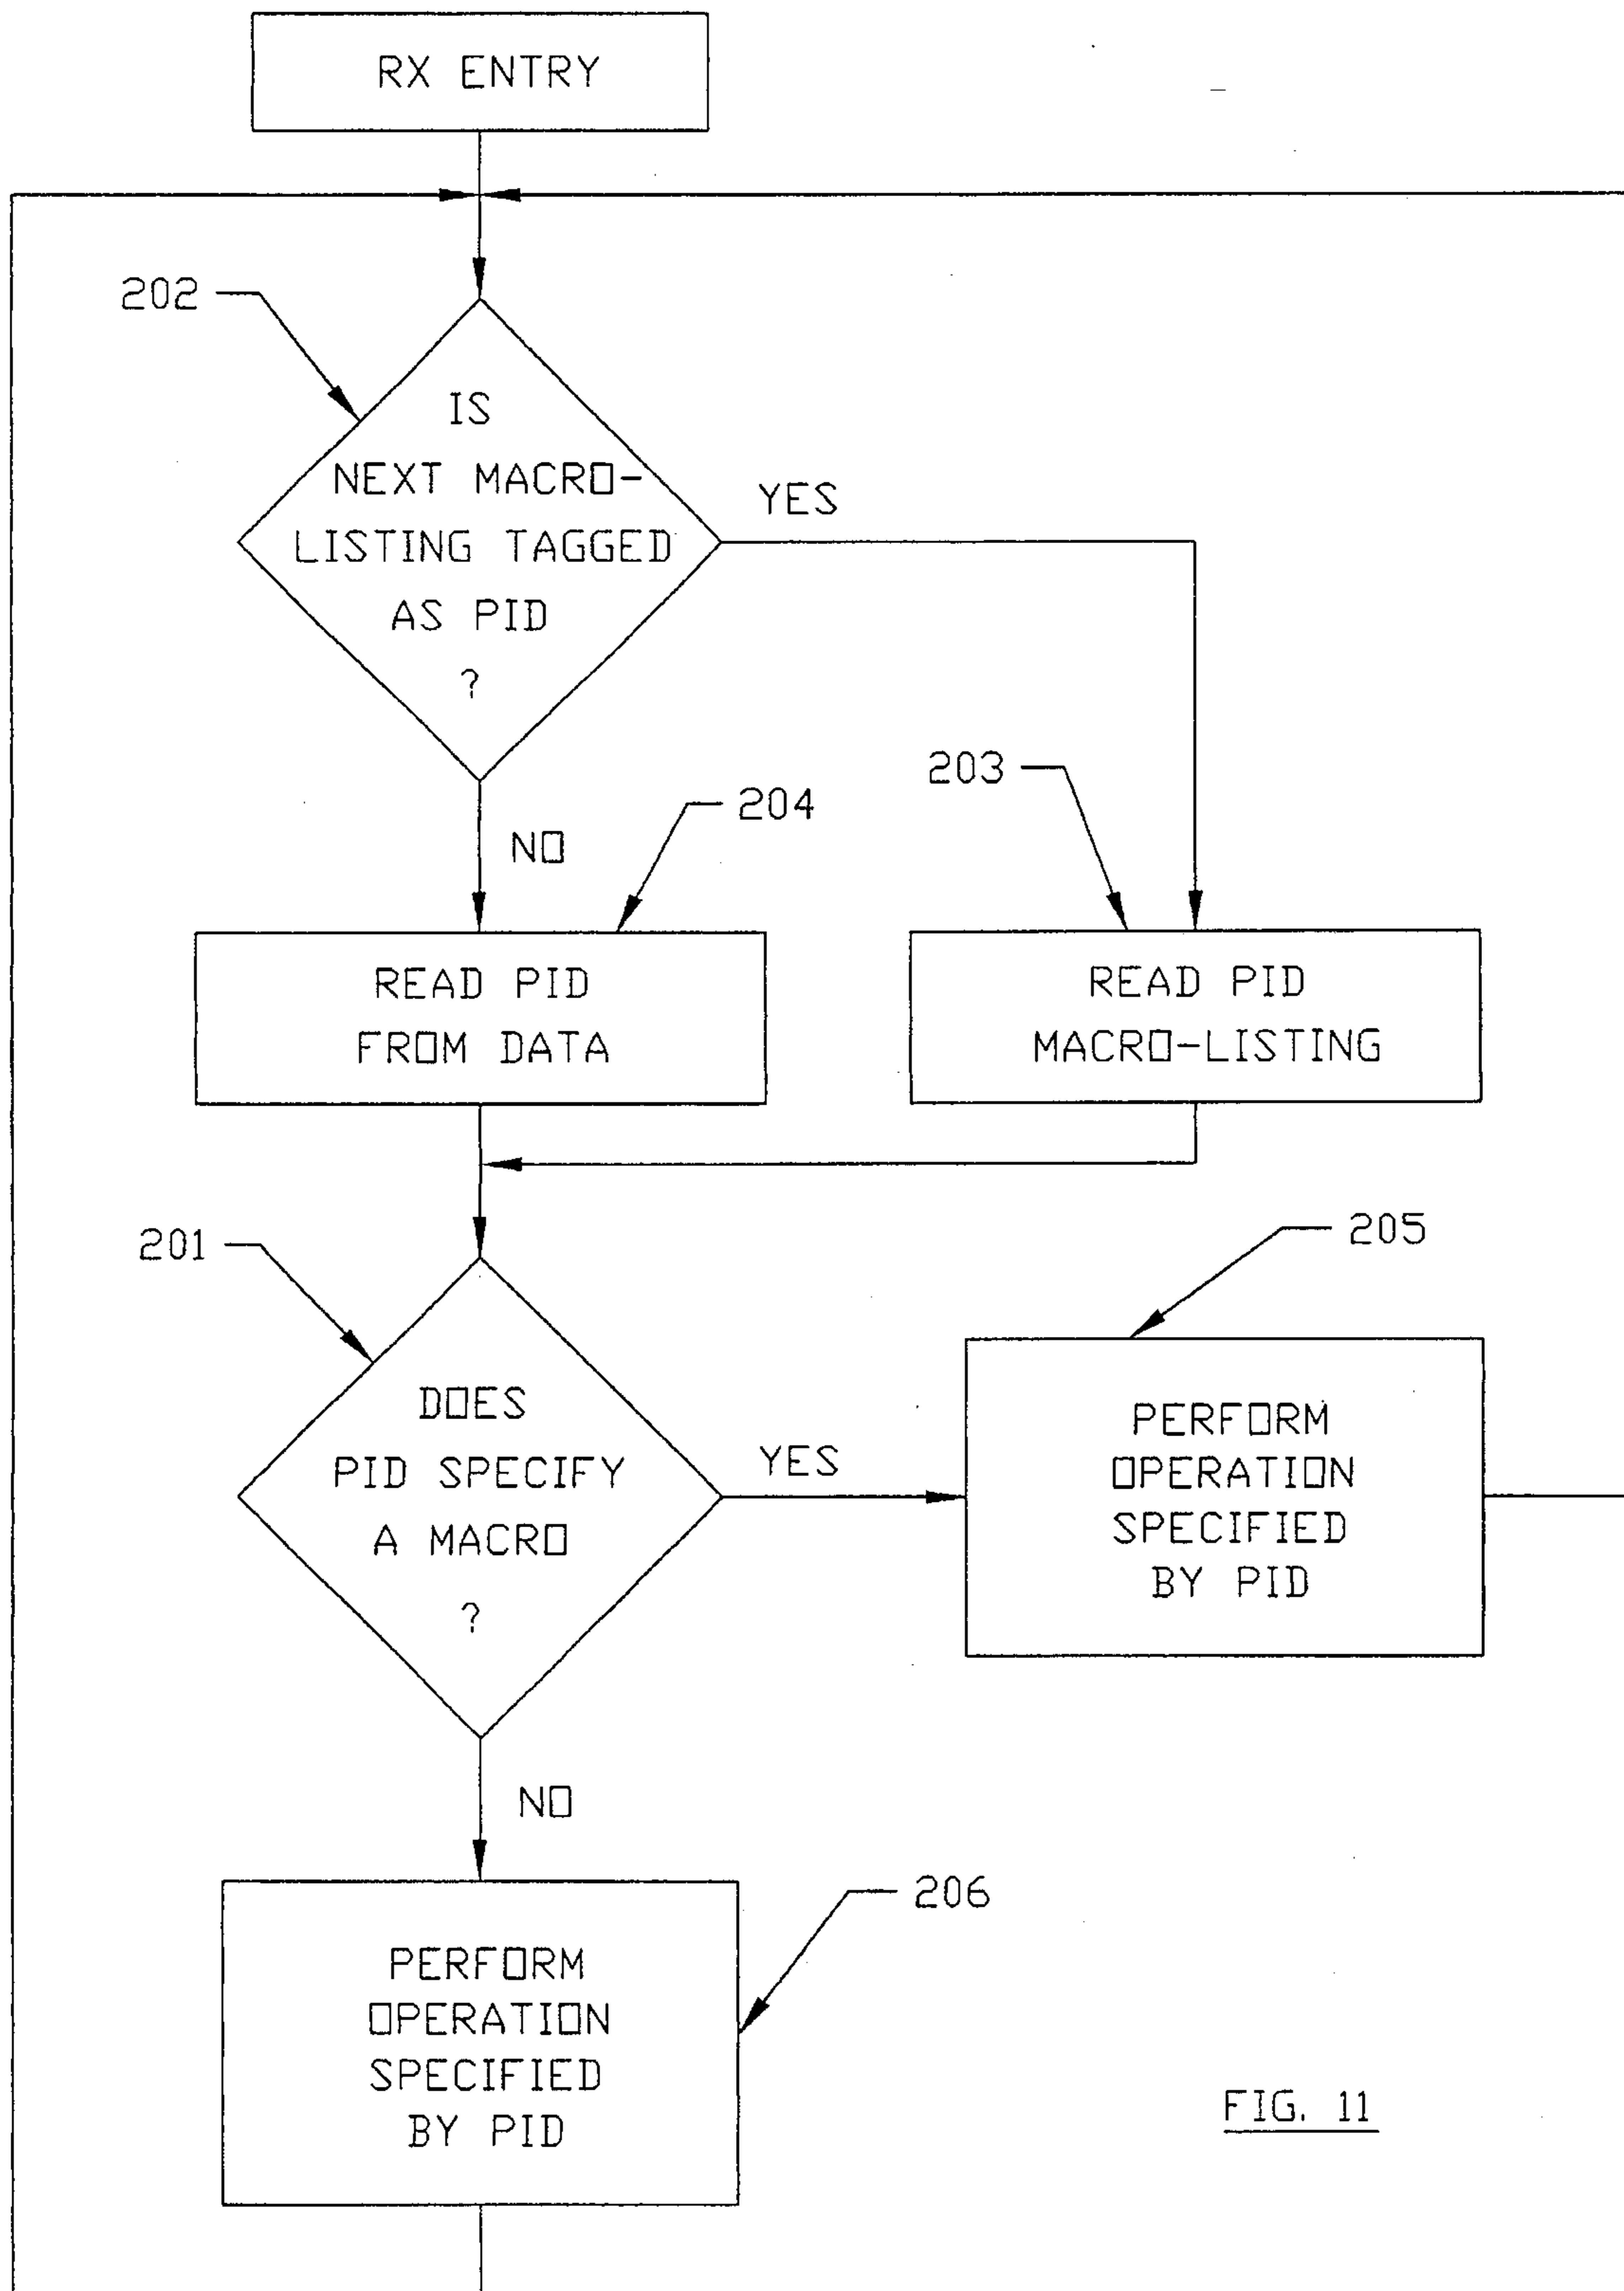 RX ENTRY
202
IS
NEXT MACRO-
LISTING TAGGED
AS PID
?
YES
NO
204
203
READ PID
FROM DATA
READ PID
MACRO-LISTING
201
205
DOES
PID SPECIFY
A MACRO
?
YES
PERFORM
OPERATION
SPECIFIED
BY PID
NO
206
PERFORM
OPERATION
SPECIFIED
BY PID
FIG. 11